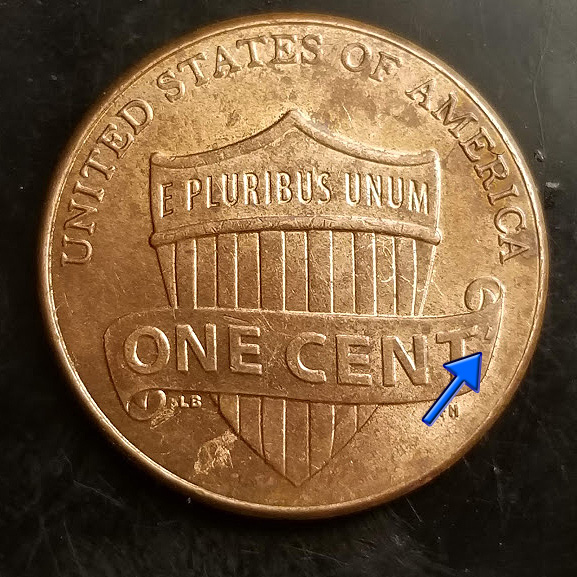 UNITED STATES OF AMERICA
E PLURIBUS UNUM
ONE CENT
LB